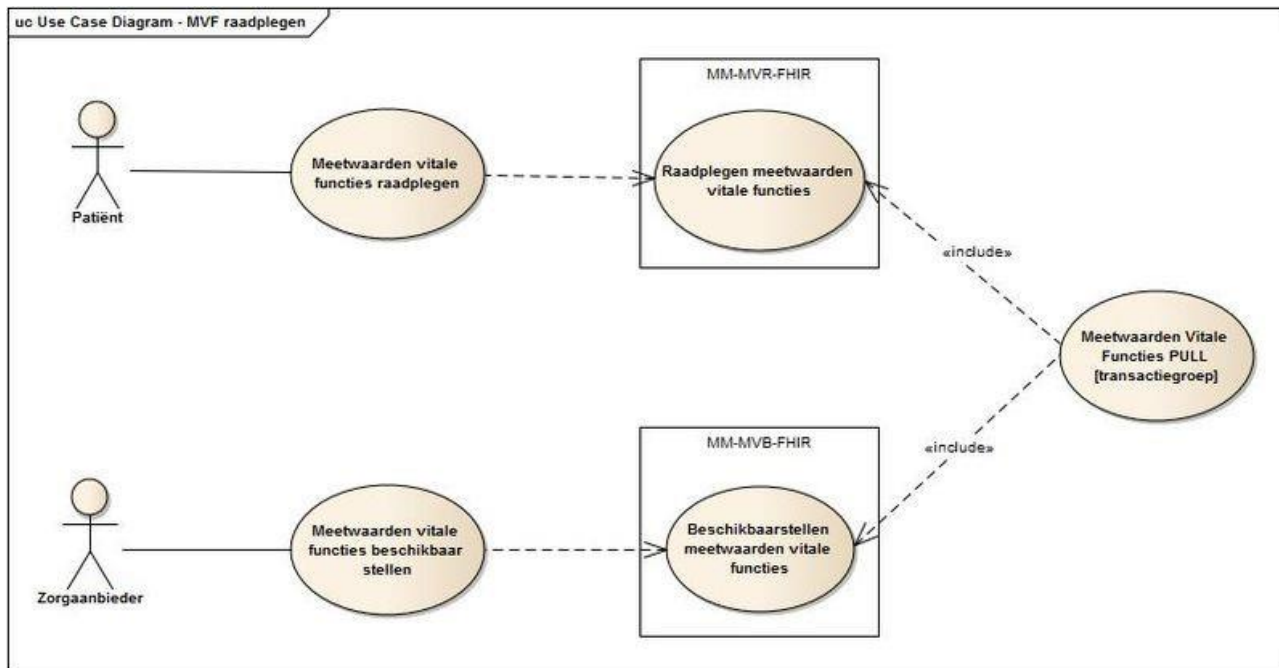 uc Use Case Diagram - MVF raadplegen
MM-MVR-FHIR
Patiënt
Meetwaarden vitale
functies raadplegen
Raadplegen meetwaarden
vitale functies
«include»
Meetwaarden Vitale
Functies PULL
[transactiegroep]
«include»
MM-MVB-FHIR
Zorgaanbieder
Meetwaarden vitale
functies beschikbaar
stellen
Beschikbaarstellen
meetwaarden vitale
functies